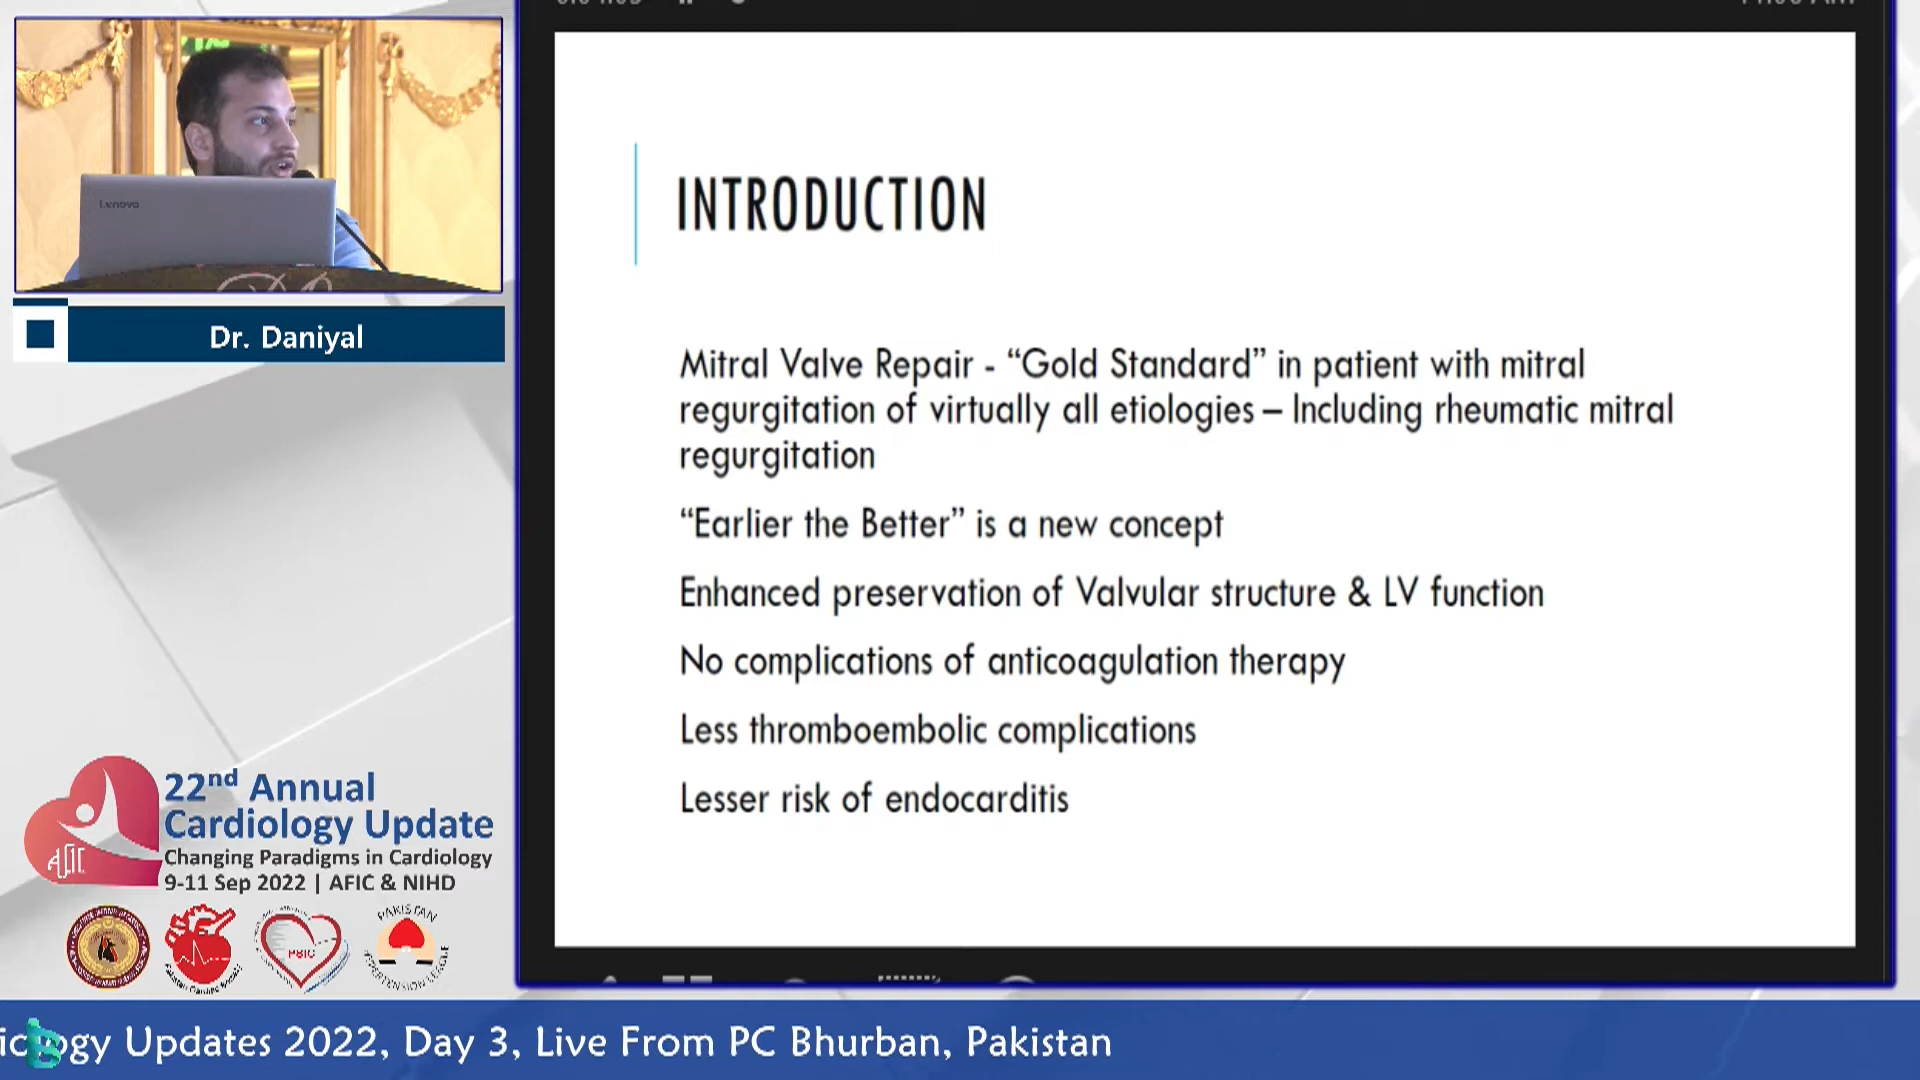 Lenovo
Dr. Daniyal
INTRODUCTION
Mitral Valve Repair - “Gold Standard” in patient with mitral
regurgitation of virtually all etiologies – Including rheumatic mitral
regurgitation
“Earlier the Better” is a new concept
Enhanced preservation of Valvular structure & LV function
No complications of anticoagulation therapy
Less thromboembolic complications
Lesser risk of endocarditis
AFIC
22nd Annual
Cardiology Update
Changing Paradigms in Cardiology
9-11 Sep 2022 | AFIC & NIHD
PSIC
PAKISTAN
HYPERTENSION LEAGUE
Updates 2022, Day 3, Live From PC Bhurban, Pakistan